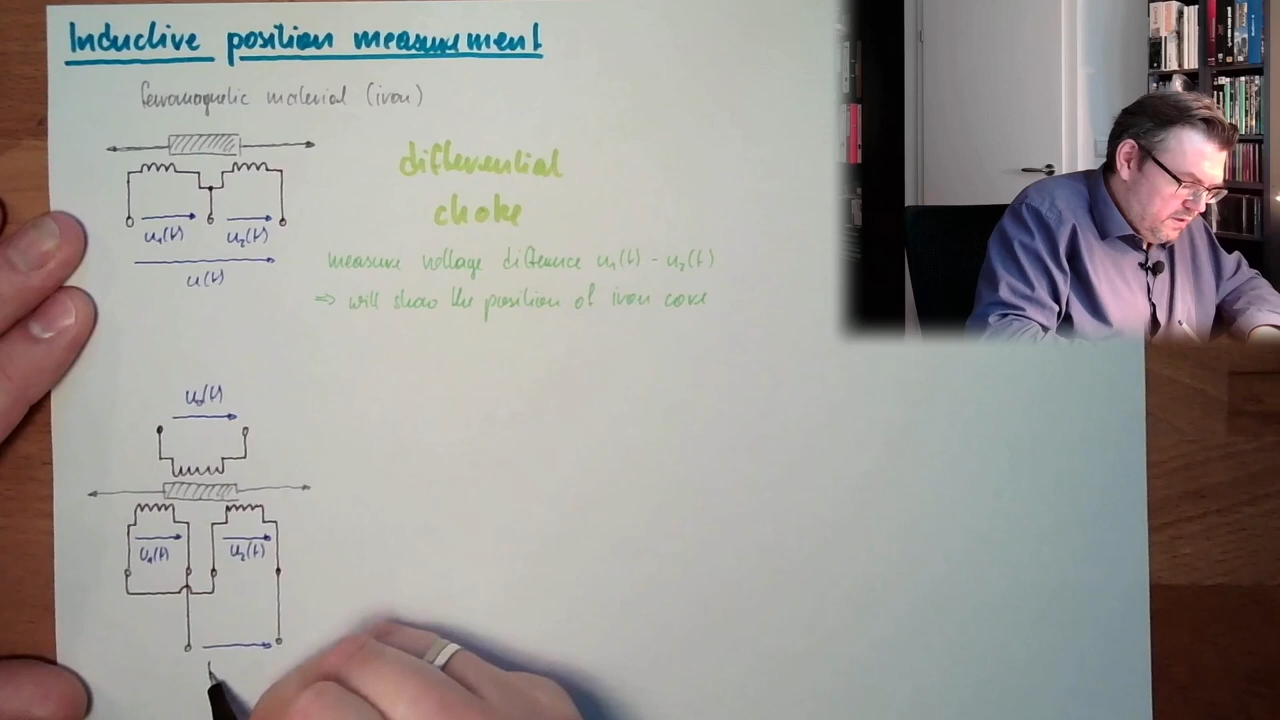 Inductive position measurement
ferromagnetic material (iron)
differential
choke
u₁(t) u₂(t)
u(t)
measure voltage difference u₁(t) - u₂(t)
⇒ will show the position of iron core
u₀(t)
u₁(t) u₂(t)